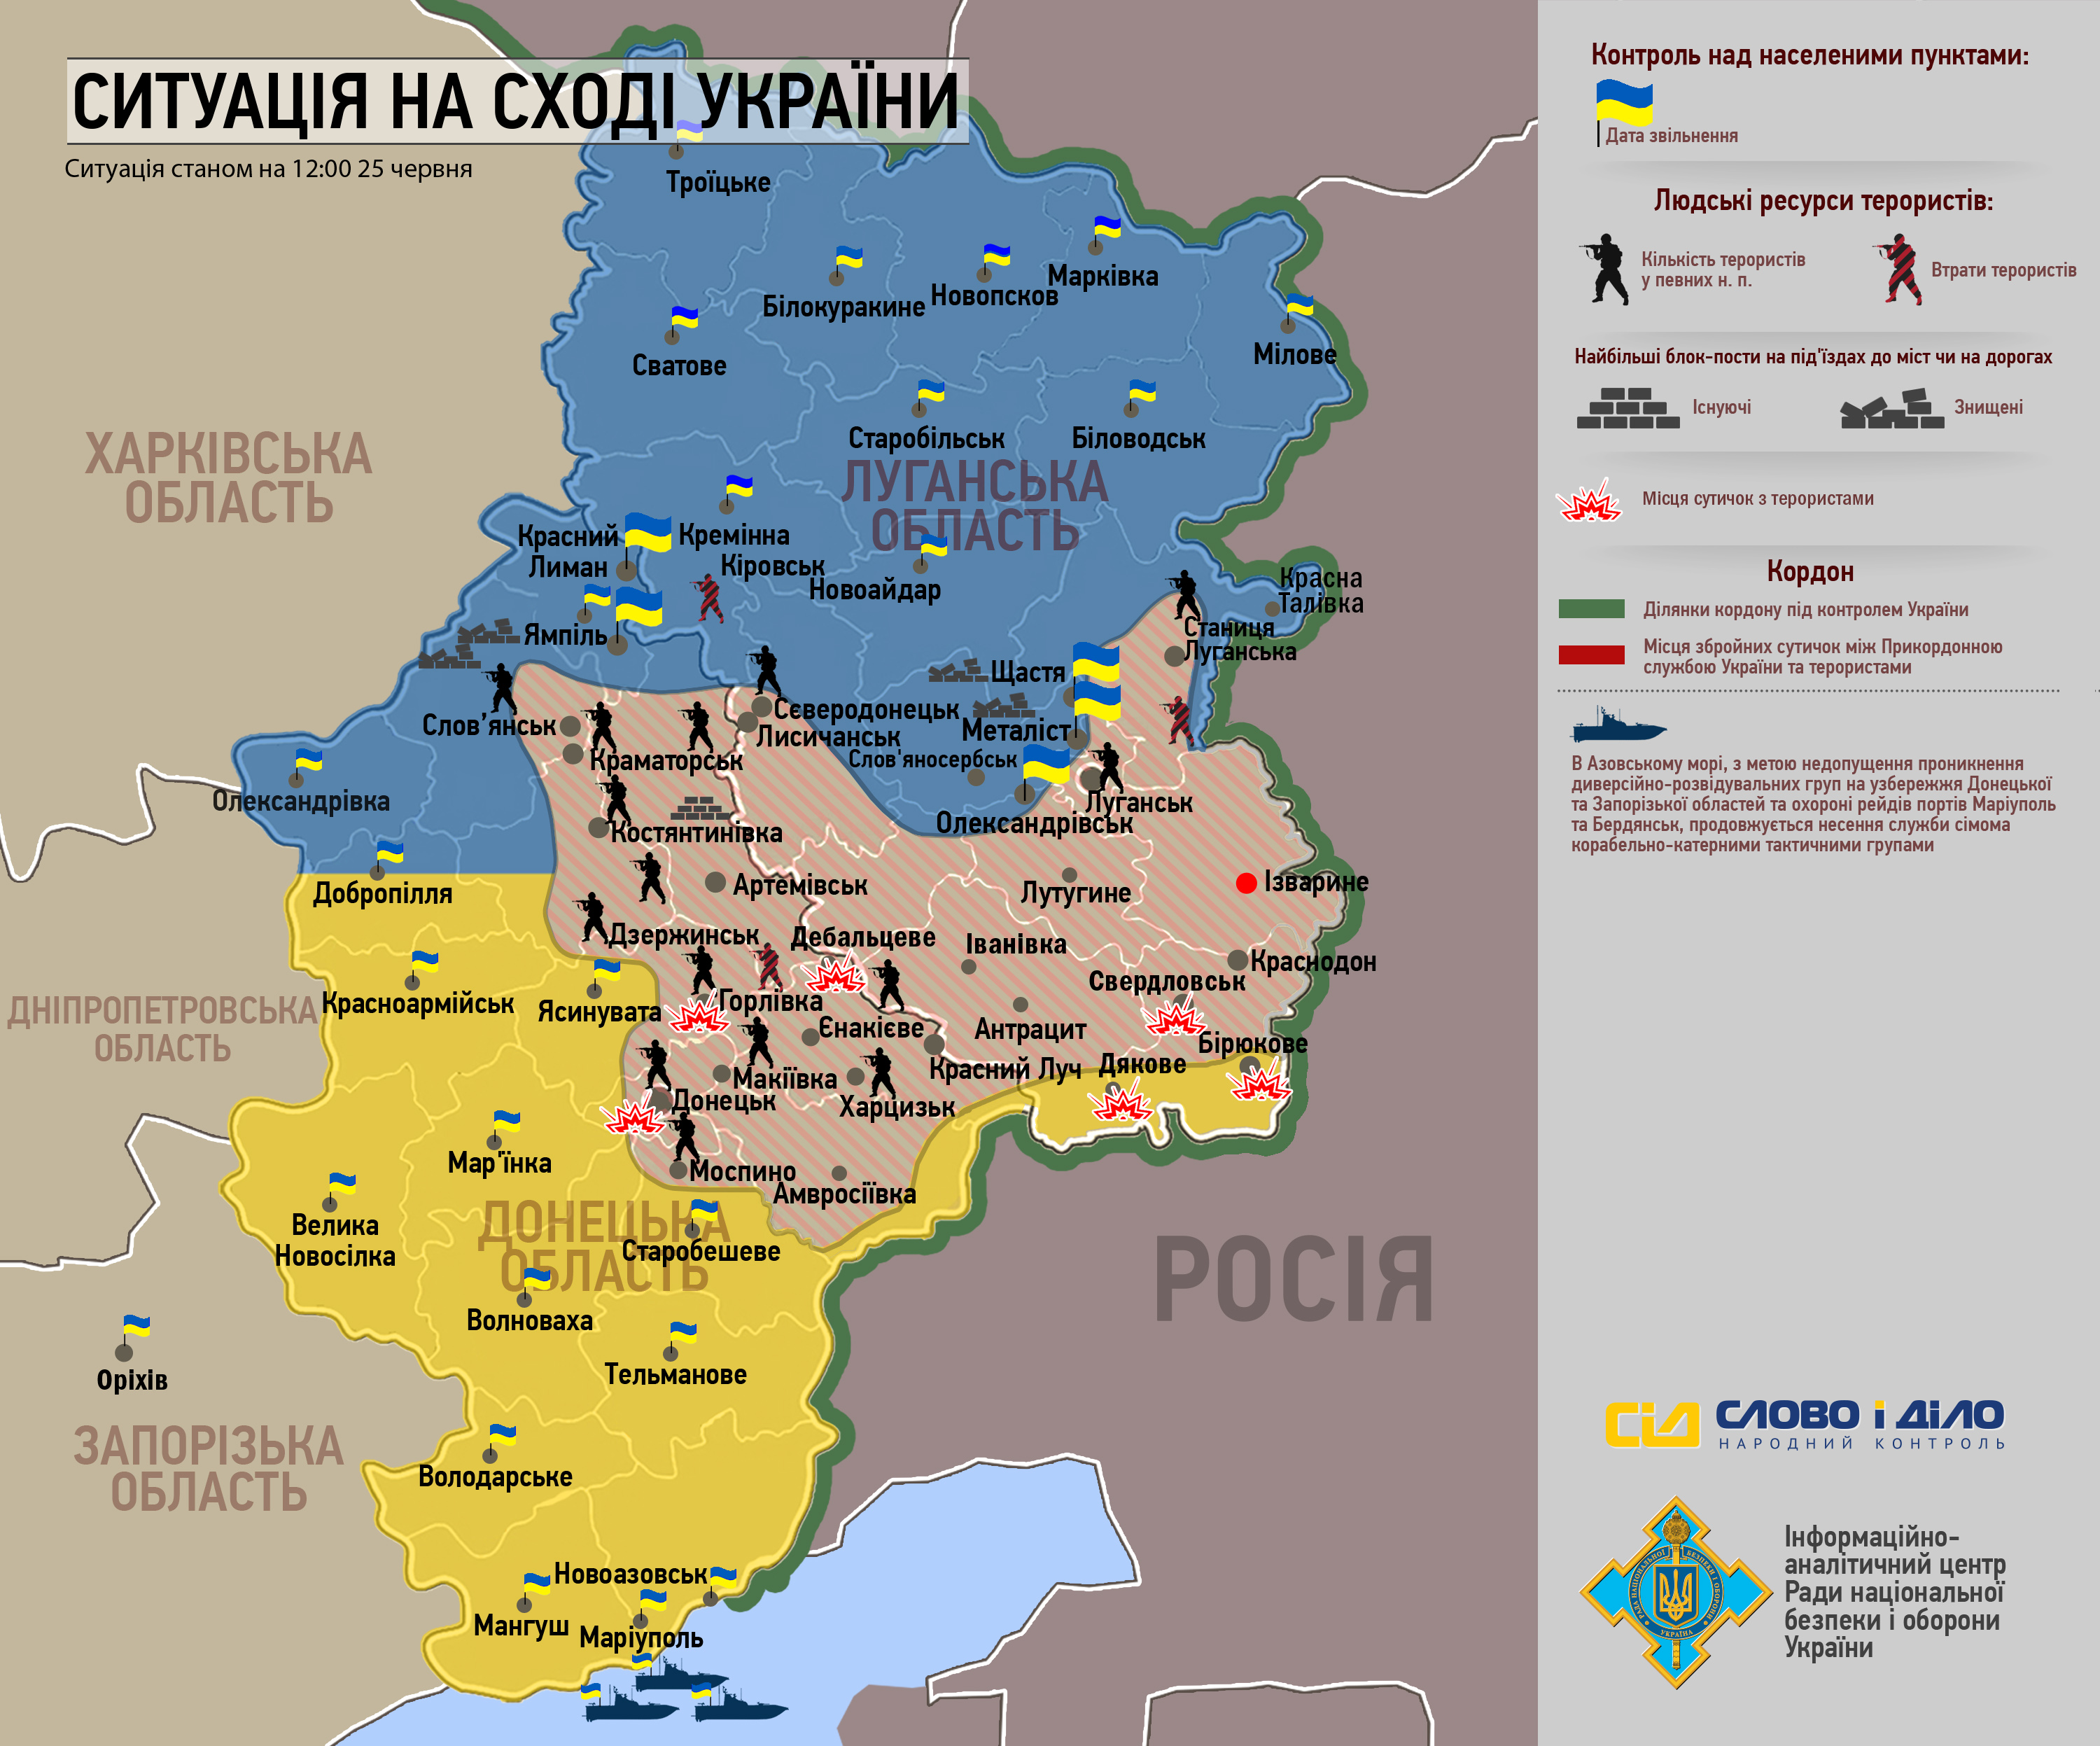 СИТУАЦІЯ НА СХОДІ УКРАЇНИ
Ситуація станом на 12:00 25 червня
Троїцьке
Марківка
Новопсков
Білокуракине
Мілове
Сватове
Старобільськ
Біловодськ
ХАРКІВСЬКА
ОБЛАСТЬ
ЛУГАНСЬКА
ОБЛАСТЬ
Красний
Лиман
Кремінна
Кіровськ
Новоайдар
Красна
Талівка
Ямпіль
Станиця
Луганська
Щастя
Слов’янськ
Сєверодонецьк
Лисичанськ
Металіст
Краматорськ
Слов'яносербськ
Олександрівка
Луганськ
Олександрівськ
Костянтинівка
Добропілля
Артемівськ
Лутугине
Ізварине
Дзержинськ
Дебальцеве
Іванівка
Краснодон
Свердловськ
Красноармійськ
Ясинувата
Горлівка
Єнакієве
Антрацит
Бірюкове
ДНІПРОПЕТРОВСЬКА
ОБЛАСТЬ
Красний Луч
Дякове
Макіївка
Донецьк
Харцизьк
Мар'їнка
Моспино
Амвросіївка
Велика
Новосілка
ДОНЕЦЬКА
ОБЛАСТЬ
Старобешеве
РОСІЯ
Волноваха
Тельманове
Оріхів
ЗАПОРІЗЬКА
ОБЛАСТЬ
Володарське
Новоазовськ
Мангуш
Маріуполь
Контроль над населеними пунктами:
Дата звільнення
Людські ресурси терористів:
Кількість терористів
у певних н. п.
Втрати терористів
Найбільші блок-пости на під'їздах до міст чи на дорогах
Існуючі
Знищені
Місця сутичок з терористами
Кордон
Ділянки кордону під контролем України
Місця збройних сутичок між Прикордонною
службою України та терористами
В Азовському морі, з метою недопущення проникнення
диверсійно-розвідувальних груп на узбережжя Донецької
та Запорізької областей та охороні рейдів портів Маріуполь
та Бердянськ, продовжується несення служби сімома
корабельно-катерними тактичними групами
СІД
СЛОВО І ДІЛО
НАРОДНИЙ КОНТРОЛЬ
Інформаційно-
аналітичний центр
Ради національної
безпеки і оборони
України
РАДА НАЦІОНАЛЬНОЇ БЕЗПЕКИ І ОБОРОНИ
УКРАЇНА